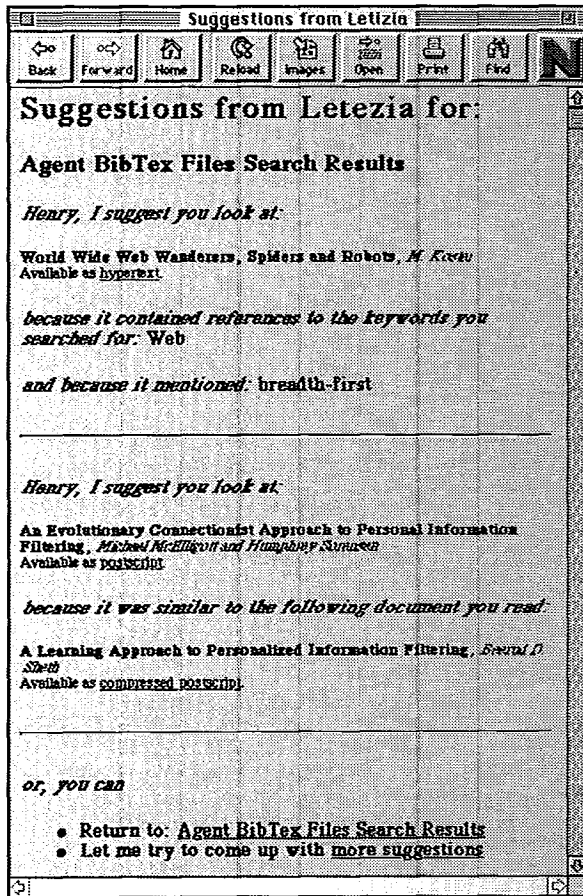 Suggestions from Letizia
Back Forward Home Reload Images Open Print Find N
Suggestions from Letezia for:
Agent BibTex Files Search Results
Henry, I suggest you look at:
World Wide Web Wanderers, Spiders and Robots, M. Koster
Available as hypertext.
because it contained references to the keywords you
searched for: Web
and because it mentioned: breadth-first
Henry, I suggest you look at:
An Evolutionary Connectionist Approach to Personal Information
Filtering, Michael McElligott and Humphrey Sorensen
Available as postscript.
because it was similar to the following document you read:
A Learning Approach to Personalized Information Filtering, Beerud D.
Sheth
Available as compressed postscript.
or, you can
• Return to: Agent BibTex Files Search Results
• Let me try to come up with more suggestions